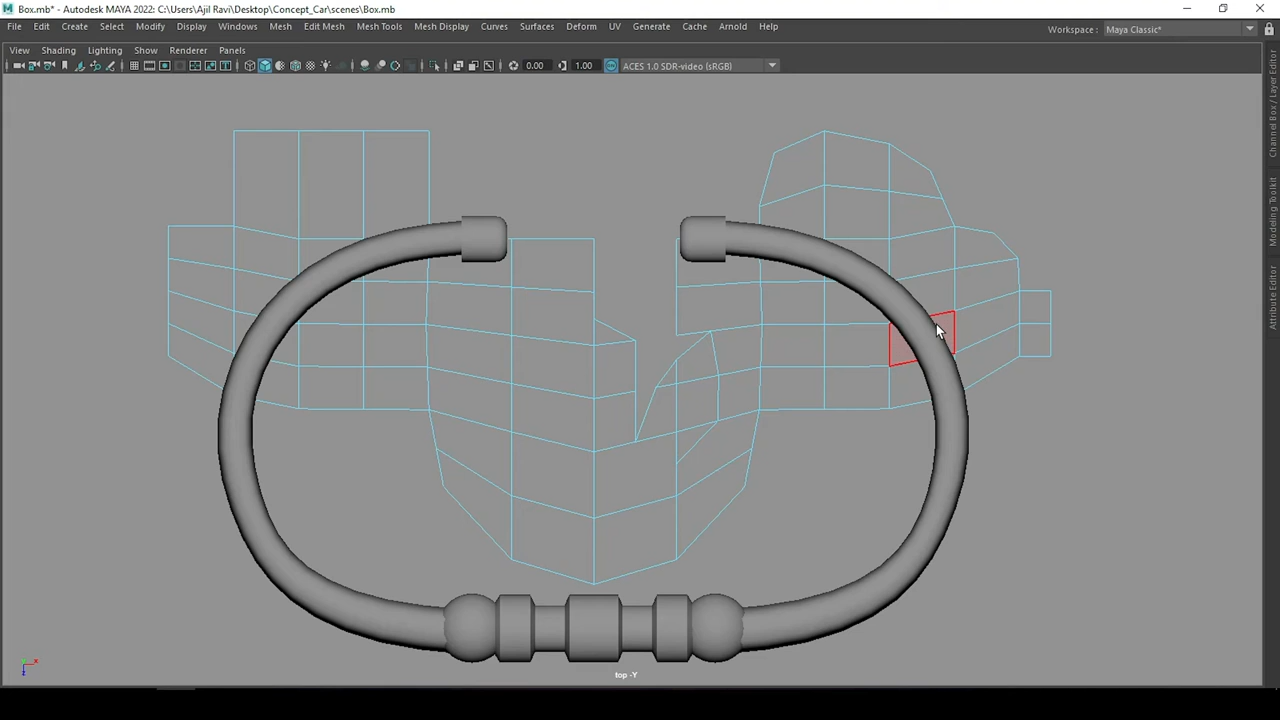 Box.mb* - Autodesk MAYA 2022: C:\Users\Ajil Ravi\Desktop\Concept_Car\scenes\Box.mb
File Edit Create Select Modify Display Windows Mesh Edit Mesh Mesh Tools Mesh Display Curves Surfaces Deform UV Generate Cache Arnold Help
Workspace : Maya Classic*
View Shading Lighting Show Renderer Panels
0.00 1.00 ACES 1.0 SDR-video (sRGB)
Channel Box / Layer Editor
Modeling Toolkit
Attribute Editor
top -Y